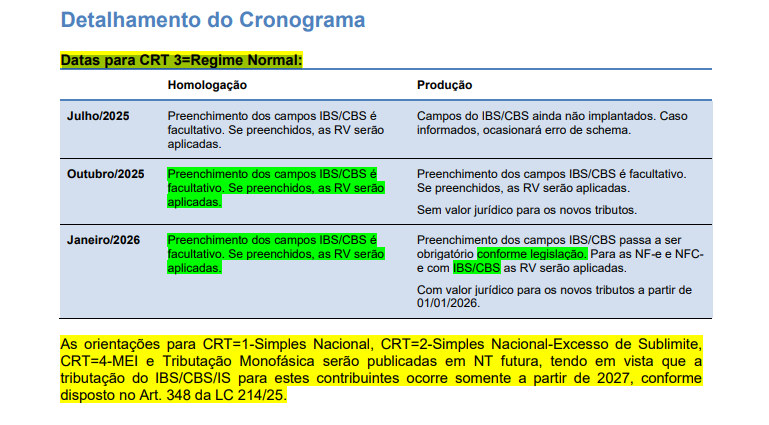 Detalhamento do Cronograma
Datas para CRT 3=Regime Normal:
Homologação Produção
Julho/2025 Preenchimento dos campos IBS/CBS é Campos do IBS/CBS ainda não implantados. Caso
facultativo. Se preenchidos, as RV serão informados, ocasionará erro de schema.
aplicadas.
Outubro/2025 Preenchimento dos campos IBS/CBS é Preenchimento dos campos IBS/CBS é facultativo.
facultativo. Se preenchidos, as RV serão Se preenchidos, as RV serão aplicadas.
aplicadas. Sem valor jurídico para os novos tributos.
Janeiro/2026 Preenchimento dos campos IBS/CBS é Preenchimento dos campos IBS/CBS passa a ser
facultativo. Se preenchidos, as RV serão obrigatório conforme legislação. Para as NF-e e NFC-
aplicadas. e com IBS/CBS as RV serão aplicadas.
Com valor jurídico para os novos tributos a partir de
01/01/2026.
As orientações para CRT=1-Simples Nacional, CRT=2-Simples Nacional-Excesso de Sublimite,
CRT=4-MEI e Tributação Monofásica serão publicadas em NT futura, tendo em vista que a
tributação do IBS/CBS/IS para estes contribuintes ocorre somente a partir de 2027, conforme
disposto no Art. 348 da LC 214/25.